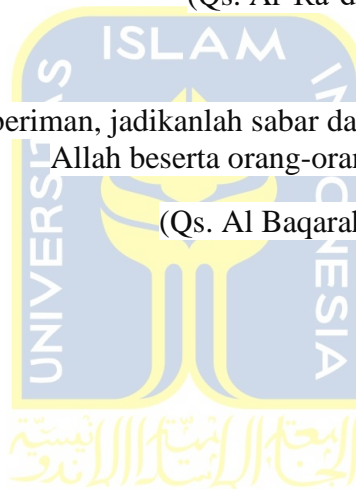 (Qs. Ar-Ra'd
ISLAM
beriman, jadikanlah sabar da
Allah beserta orang-oran
(Qs. Al Baqarah
UNIVERSITAS
INDONESIA